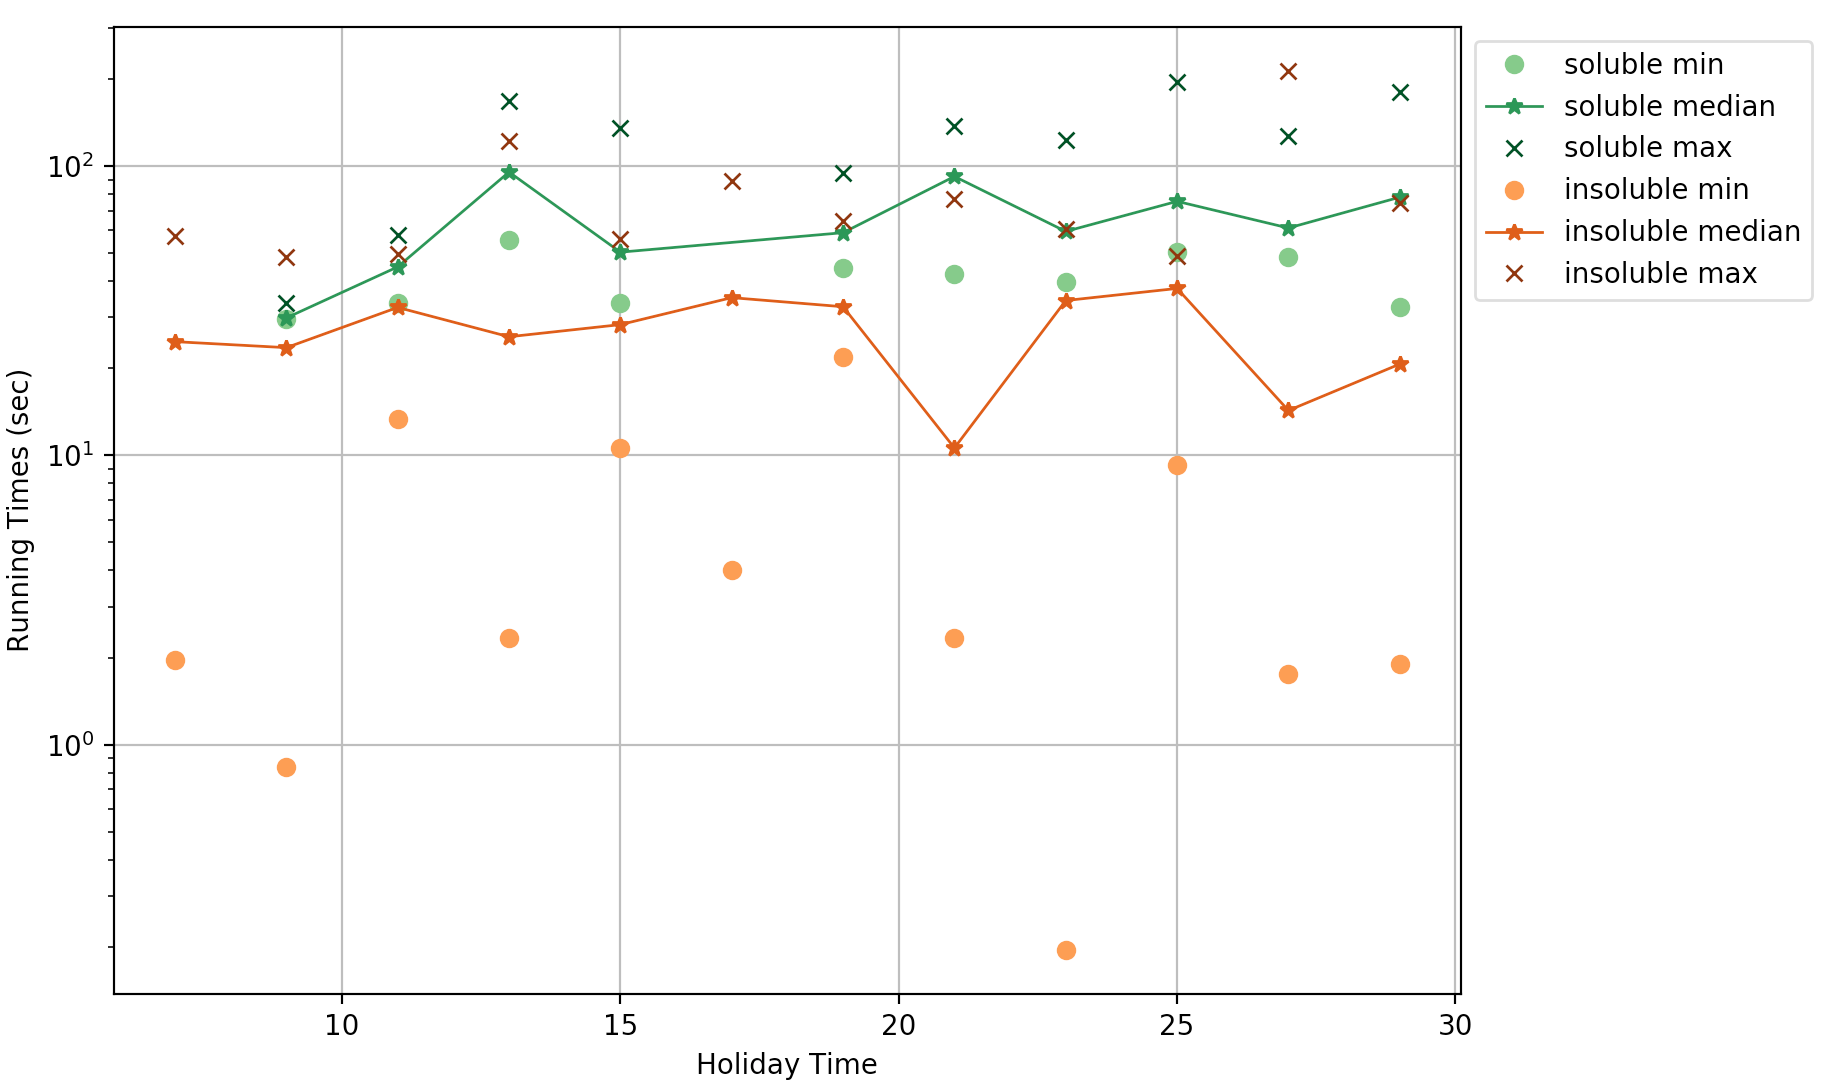 soluble min
soluble median
soluble max
insoluble min
insoluble median
insoluble max
10²
10¹
10⁰
Running Times (sec)
10 15 20 25 30
Holiday Time